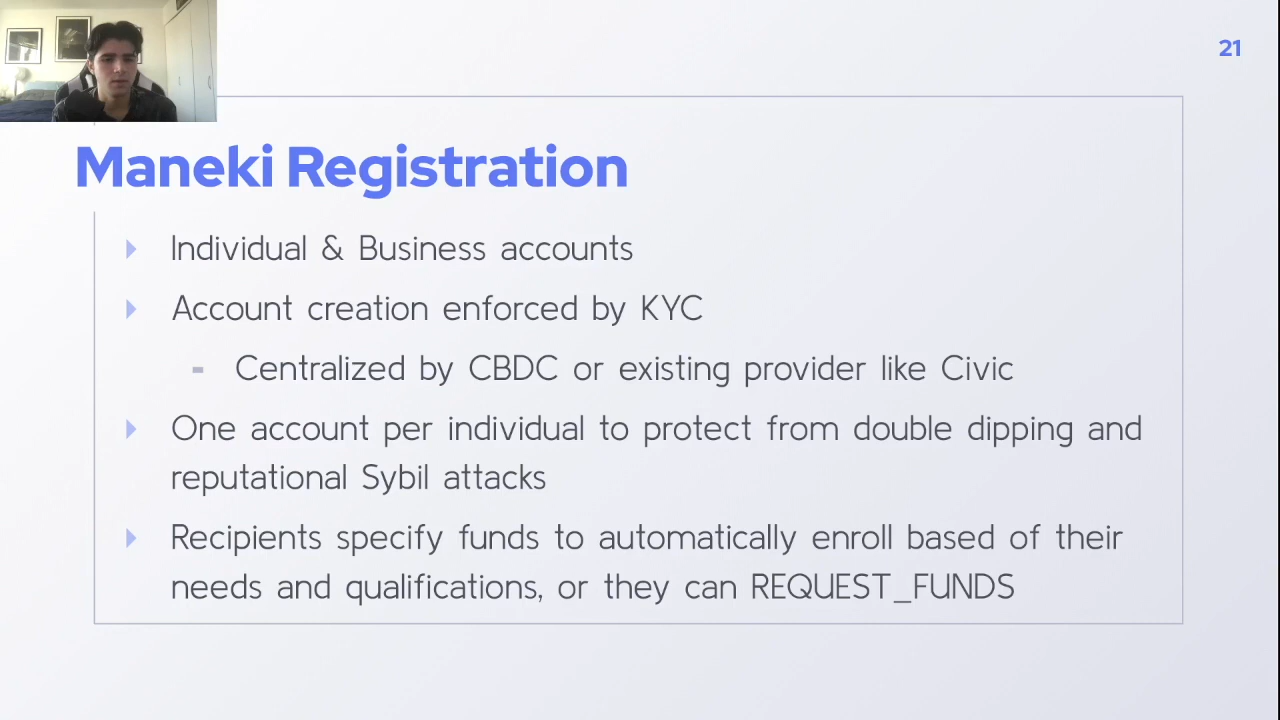 21
Maneki Registration
Individual & Business accounts
Account creation enforced by KYC
- Centralized by CBDC or existing provider like Civic
One account per individual to protect from double dipping and
reputational Sybil attacks
Recipients specify funds to automatically enroll based of their
needs and qualifications, or they can REQUEST_FUNDS